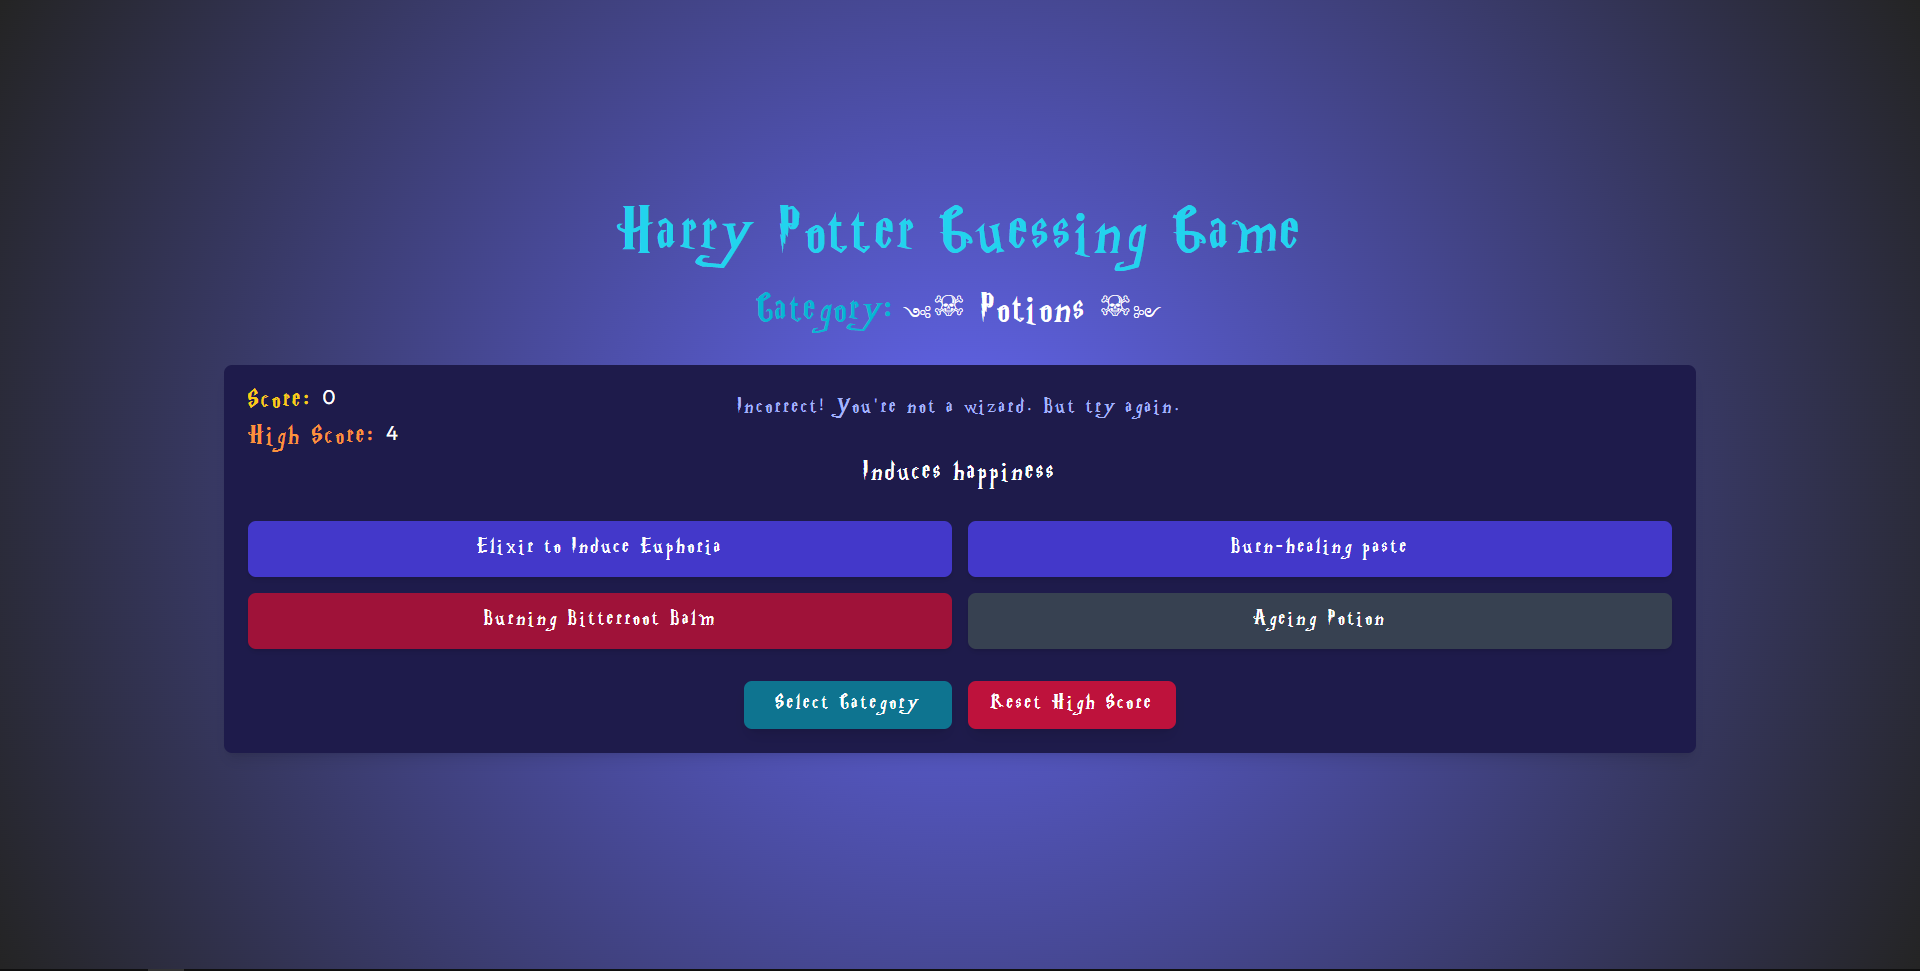 Harry Potter Guessing Game
Category: ༄☠ Potions ☠༄
Score: 0
High Score: 4
Incorrect! You're not a wizard. But try again.
Induces happiness
Elixir to Induce Euphoria
Burn-healing paste
Burning Bitterroot Balm
Ageing Potion
Select Category
Reset High Score